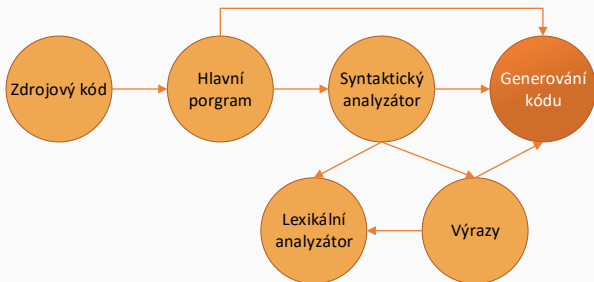 Zdrojový kód
Hlavní
porgram
Syntaktický
analyzátor
Generování
kódu
Lexikální
analyzátor
Výrazy